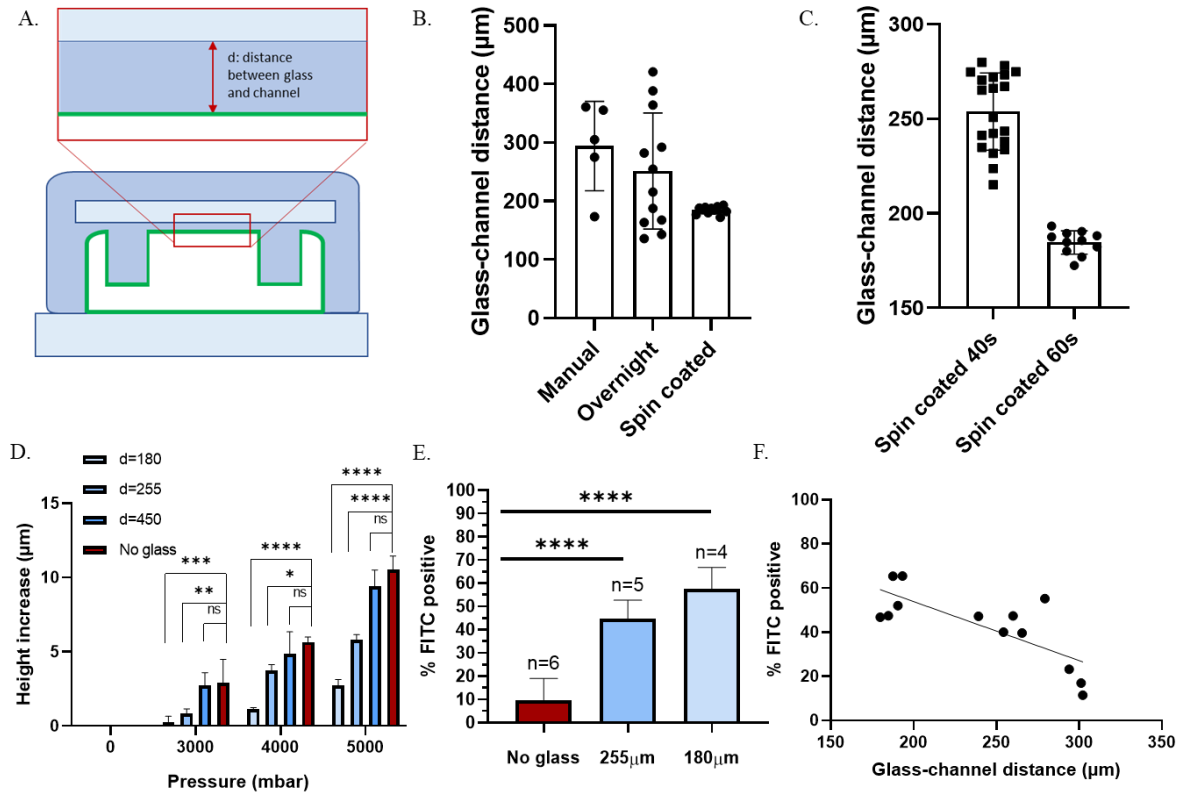 A.
d: distance
between glass
and channel
B.
Glass-channel distance (µm)
500
400
300
200
100
0
Manual
Overnight
Spin coated
C.
Glass-channel distance (µm)
300
250
200
150
Spin coated 40s
Spin coated 60s
D.
d=180
d=255
d=450
No glass
Height increase (µm)
15
10
5
0
***
**
ns
****
*
ns
****
****
ns
0
3000
4000
5000
Pressure (mbar)
E.
% FITC positive
100
90
80
70
60
50
40
30
20
10
0
****
****
n=6
n=5
n=4
No glass
255µm
180µm
F.
% FITC positive
100
80
60
40
20
0
150
200
250
300
350
Glass-channel distance (µm)